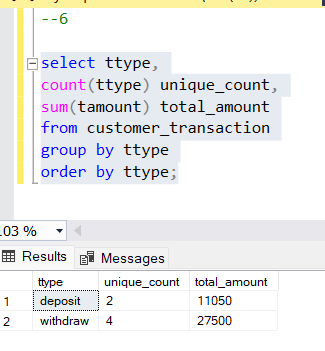 --6
select ttype,
count(ttype) unique_count,
sum(tamount) total_amount
from customer_transaction
group by ttype
order by ttype;
.03 %
Results Messages
ttype unique_count total_amount
1 deposit 2 11050
2 withdraw 4 27500